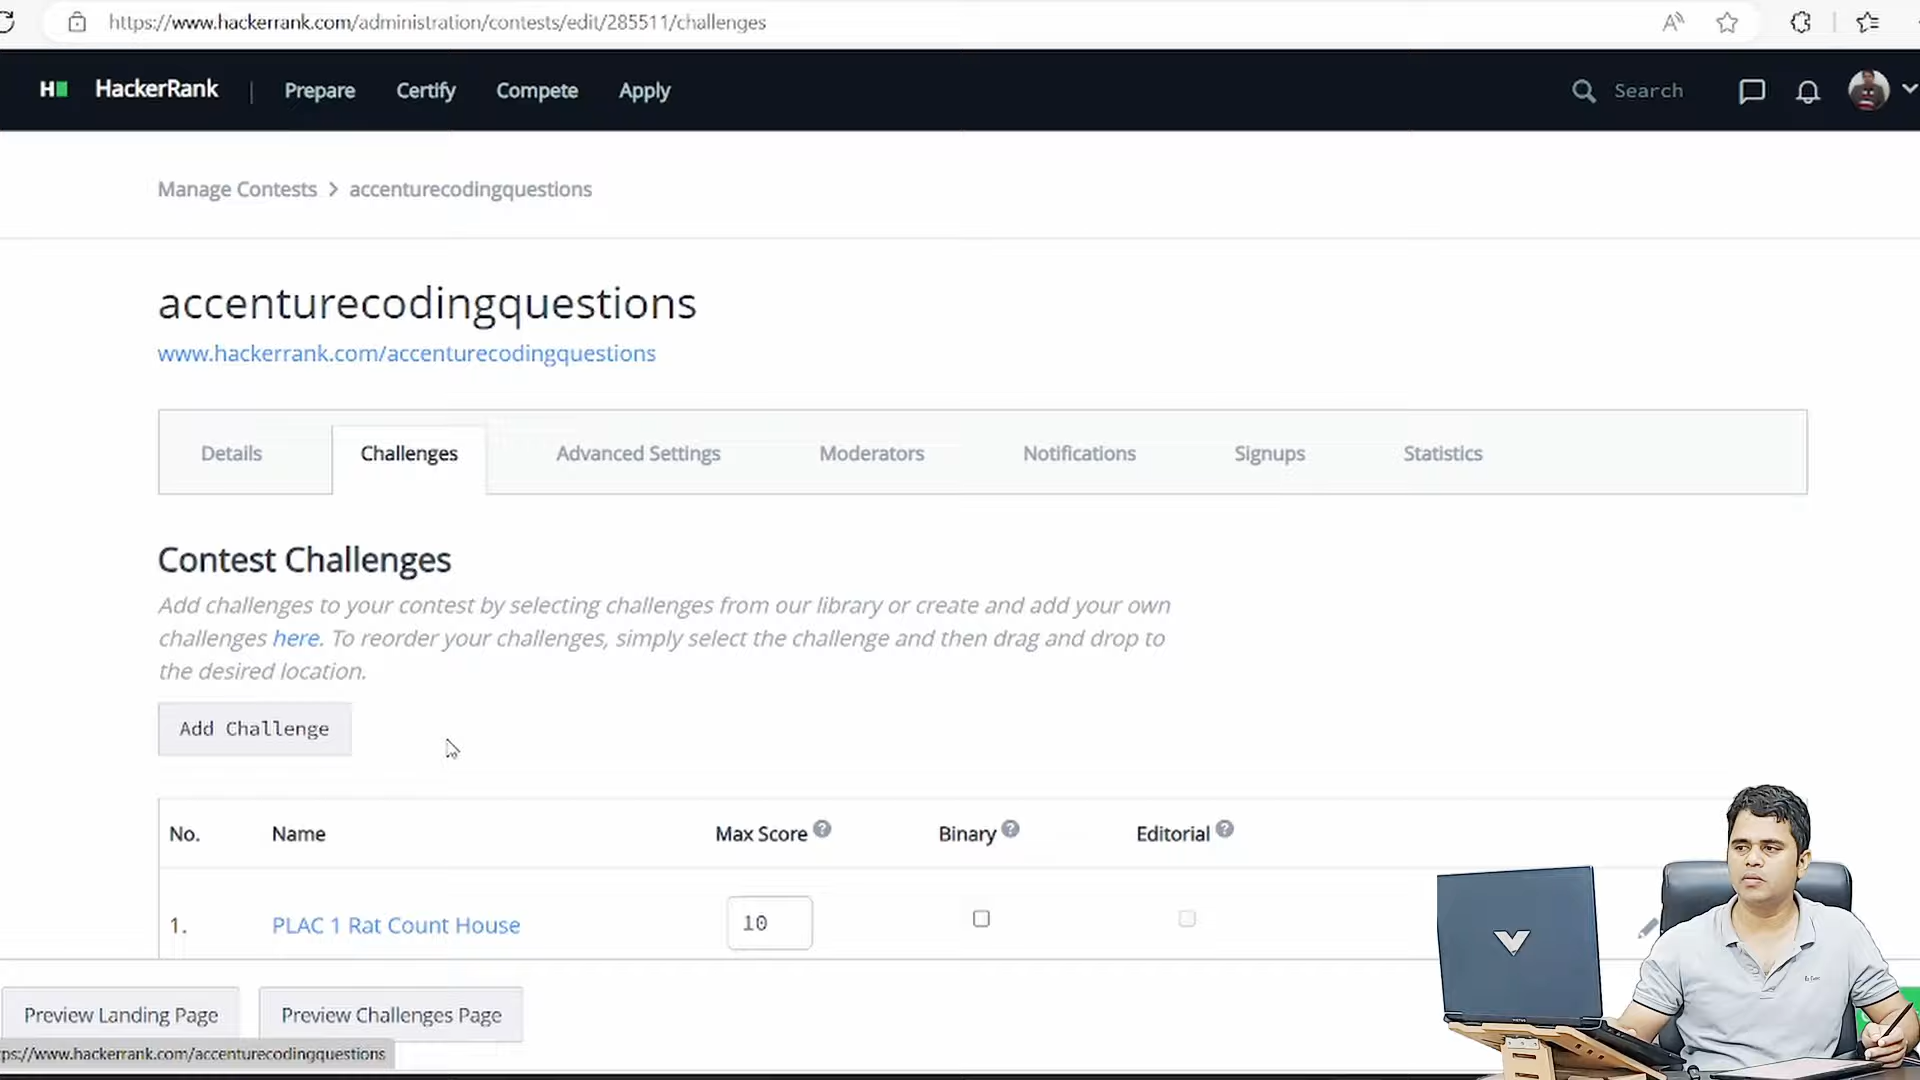 https://www.hackerrank.com/administration/contests/edit/285511/challenges
H HackerRank | Prepare Certify Compete Apply Search
Manage Contests > accenturecodingquestions
accenturecodingquestions
www.hackerrank.com/accenturecodingquestions
Details Challenges Advanced Settings Moderators Notifications Signups Statistics
Contest Challenges
Add challenges to your contest by selecting challenges from our library or create and add your own
challenges here. To reorder your challenges, simply select the challenge and then drag and drop to
the desired location.
Add Challenge
No. Name Max Score ? Binary ? Editorial ?
1. PLAC 1 Rat Count House 10
Preview Landing Page Preview Challenges Page
ps://www.hackerrank.com/accenturecodingquestions